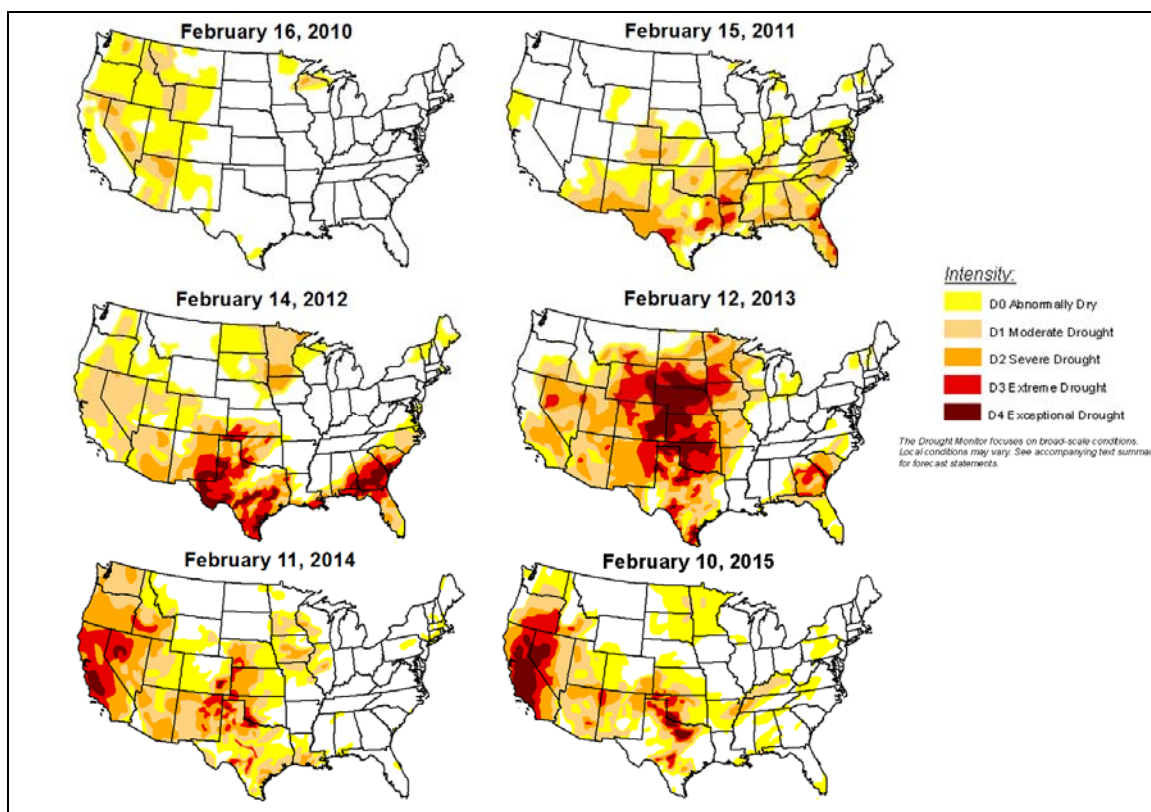 February 16, 2010
February 15, 2011
February 14, 2012
February 12, 2013
Intensity:
D0 Abnormally Dry
D1 Moderate Drought
D2 Severe Drought
D3 Extreme Drought
D4 Exceptional Drought
The Drought Monitor focuses on broad-scale conditions.
Local conditions may vary. See accompanying text summar
for forecast statements.
February 11, 2014
February 10, 2015